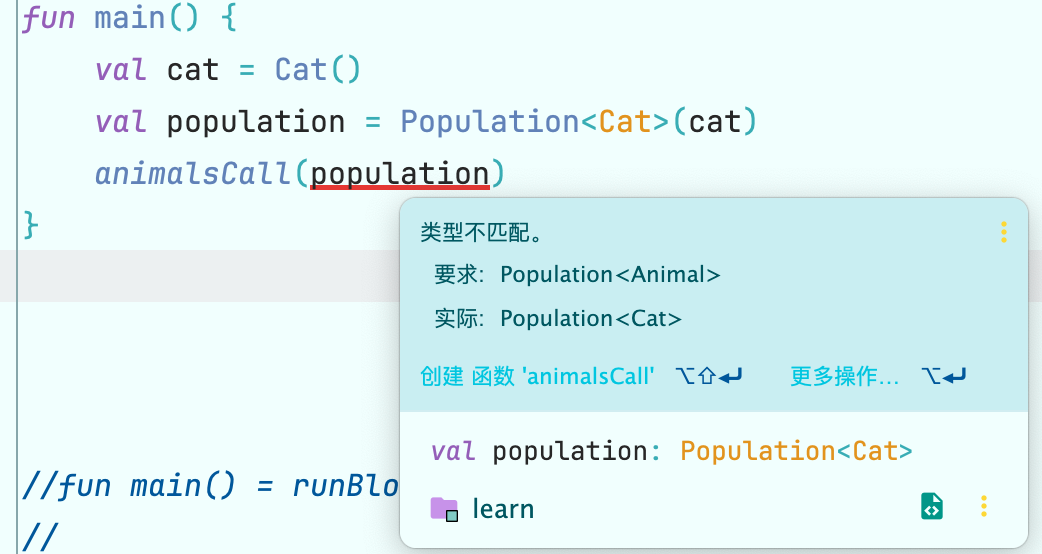 fun main() {
    val cat = Cat()
    val population = Population<Cat>(cat)
    animalsCall(population)
}
类型不匹配。
要求: Population<Animal>
实际: Population<Cat>
创建 函数 'animalsCall' ⌥⇧↩ 更多操作… ⌥↩
val population: Population<Cat>
learn
//fun main() = runBlo
//